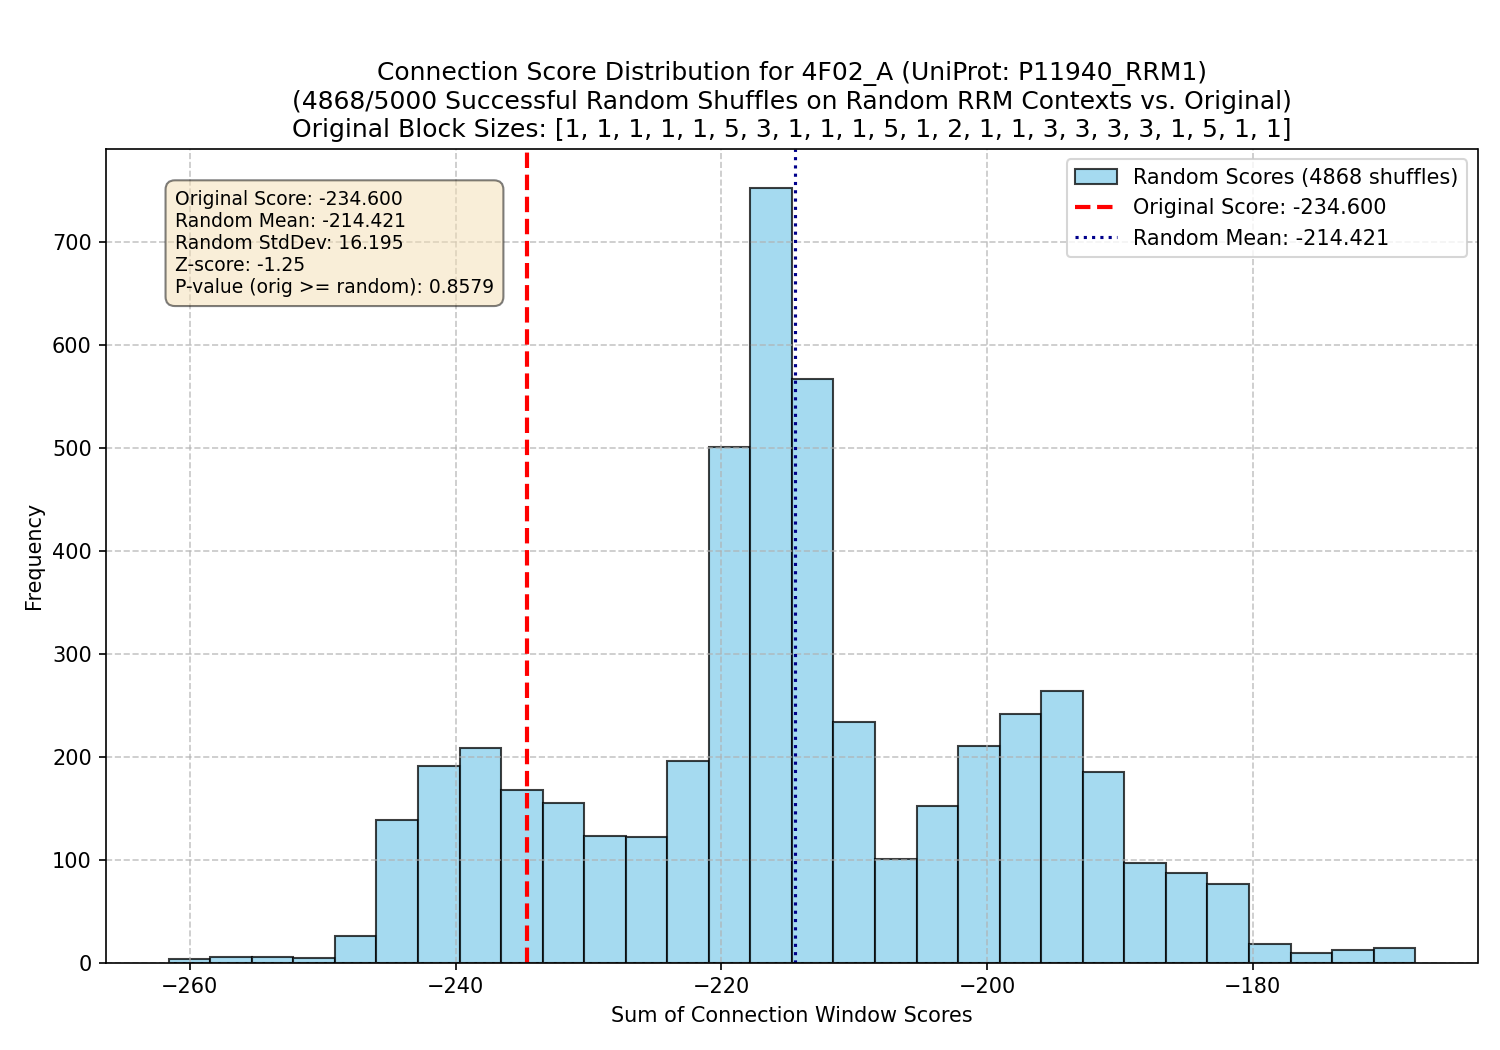 Connection Score Distribution for 4F02_A (UniProt: P11940_RRM1)
(4868/5000 Successful Random Shuffles on Random RRM Contexts vs. Original)
Original Block Sizes: [1, 1, 1, 1, 1, 5, 3, 1, 1, 1, 5, 1, 2, 1, 1, 3, 3, 3, 3, 1, 5, 1, 1]
Original Score: -234.600
Random Mean: -214.421
Random StdDev: 16.195
Z-score: -1.25
P-value (orig >= random): 0.8579
Random Scores (4868 shuffles)
Original Score: -234.600
Random Mean: -214.421
Frequency
700
600
500
400
300
200
100
0
−260
−240
−220
−200
−180
Sum of Connection Window Scores